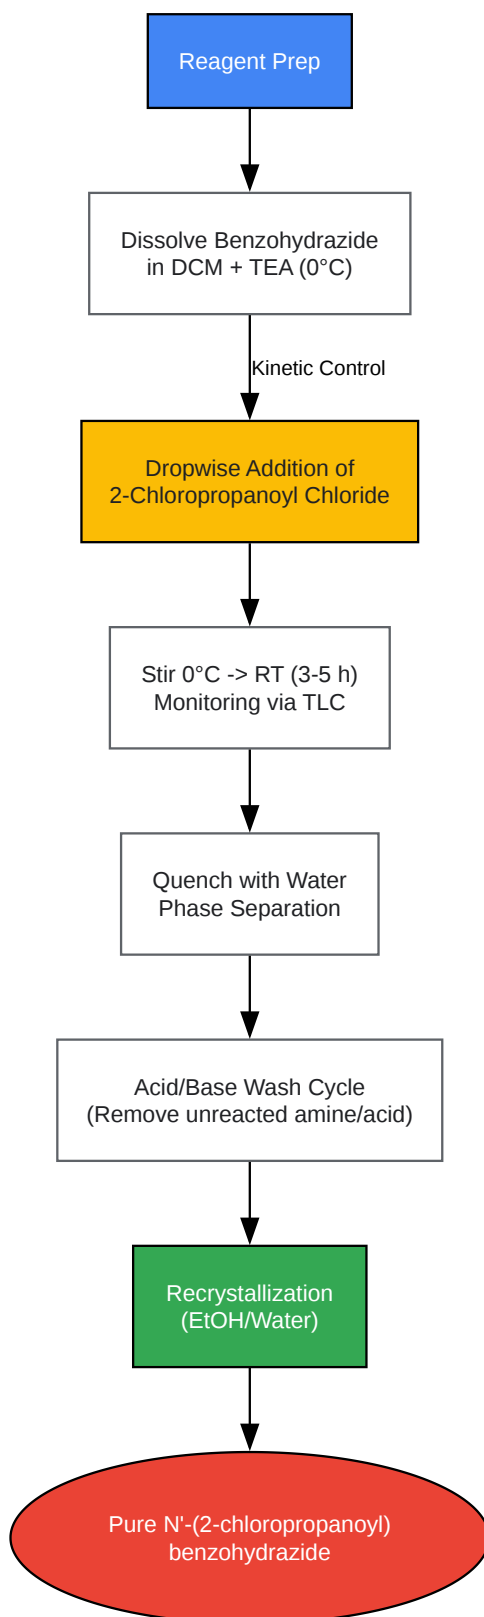 Reagent Prep
Dissolve Benzohydrazide
in DCM + TEA (0°C)
Kinetic Control
Dropwise Addition of
2-Chloropropanoyl Chloride
Stir 0°C -> RT (3-5 h)
Monitoring via TLC
Quench with Water
Phase Separation
Acid/Base Wash Cycle
(Remove unreacted amine/acid)
Recrystallization
(EtOH/Water)
Pure N'-(2-chloropropanoyl)
benzohydrazide